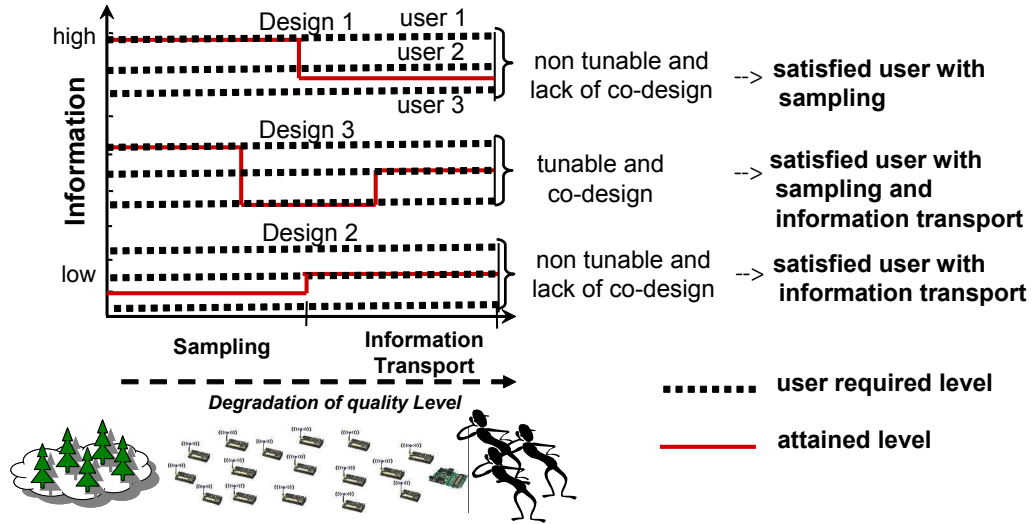 Design 1
user 1
high
user 2
non tunable and
lack of co-design
--> satisfied user with
sampling
user 3
Design 3
Information
tunable and
co-design
--> satisfied user with
sampling and
information transport
Design 2
low
non tunable and
lack of co-design
--> satisfied user with
information transport
Sampling
Information
Transport
Degradation of quality Level
user required level
attained level